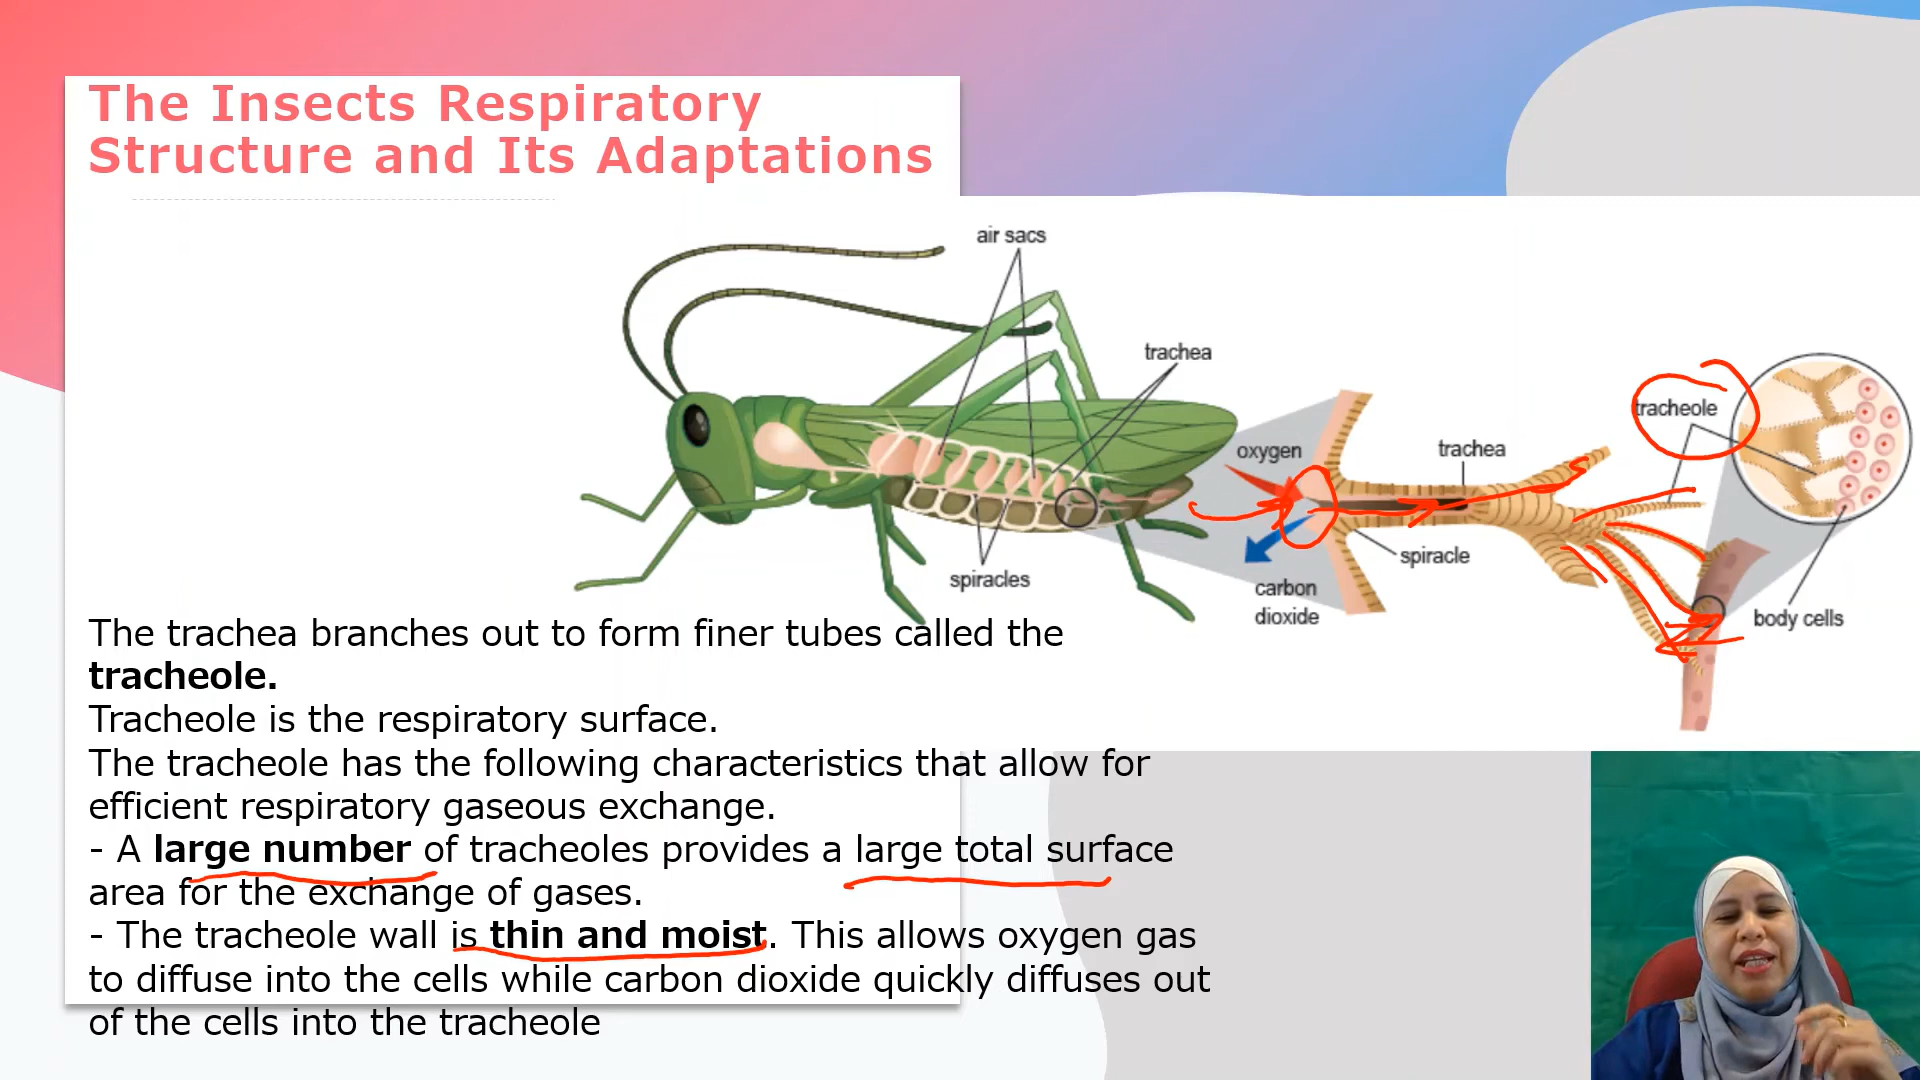 The Insects Respiratory
Structure and Its Adaptations
air sacs
trachea
tracheole
oxygen
trachea
spiracle
spiracles
carbon
dioxide
body cells
The trachea branches out to form finer tubes called the
tracheole.
Tracheole is the respiratory surface.
The tracheole has the following characteristics that allow for
efficient respiratory gaseous exchange.
- A large number of tracheoles provides a large total surface
area for the exchange of gases.
- The tracheole wall is thin and moist. This allows oxygen gas
to diffuse into the cells while carbon dioxide quickly diffuses out
of the cells into the tracheole